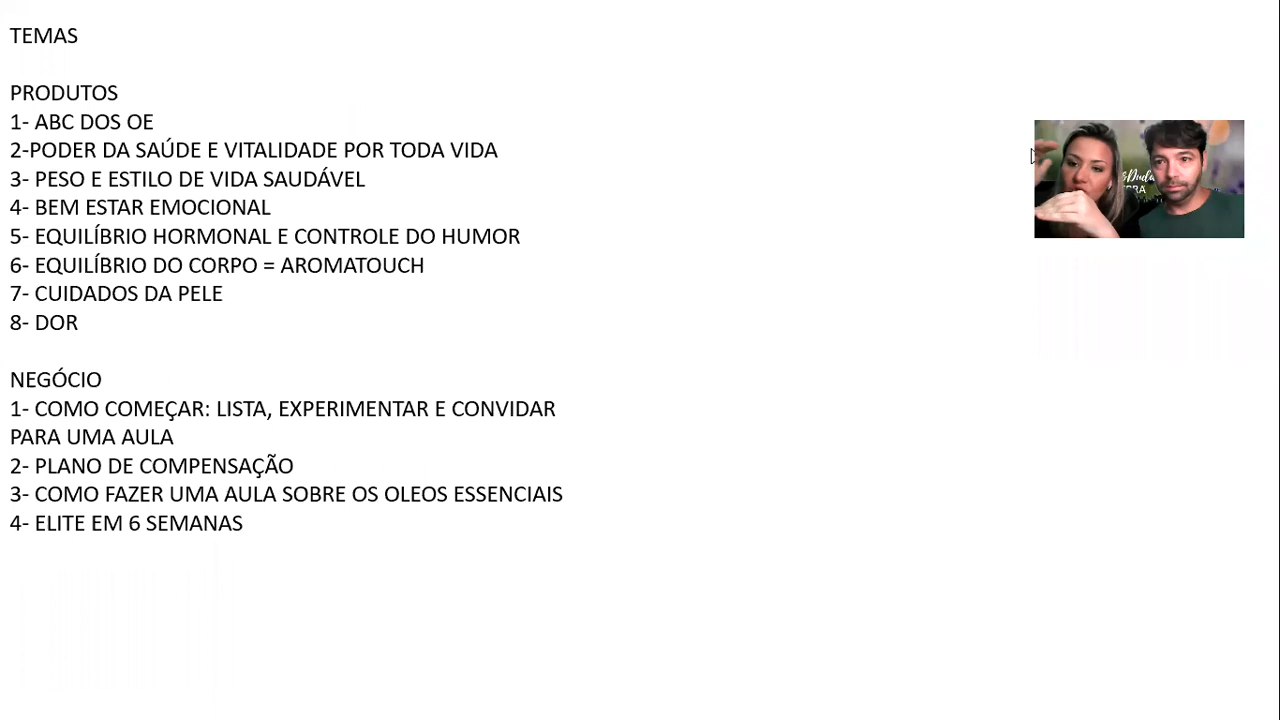 TEMAS
PRODUTOS
1- ABC DOS OE
2-PODER DA SAÚDE E VITALIDADE POR TODA VIDA
3- PESO E ESTILO DE VIDA SAUDÁVEL
4- BEM ESTAR EMOCIONAL
5- EQUILÍBRIO HORMONAL E CONTROLE DO HUMOR
6- EQUILÍBRIO DO CORPO = AROMATOUCH
7- CUIDADOS DA PELE
8- DOR
NEGÓCIO
1- COMO COMEÇAR: LISTA, EXPERIMENTAR E CONVIDAR
PARA UMA AULA
2- PLANO DE COMPENSAÇÃO
3- COMO FAZER UMA AULA SOBRE OS OLEOS ESSENCIAIS
4- ELITE EM 6 SEMANAS